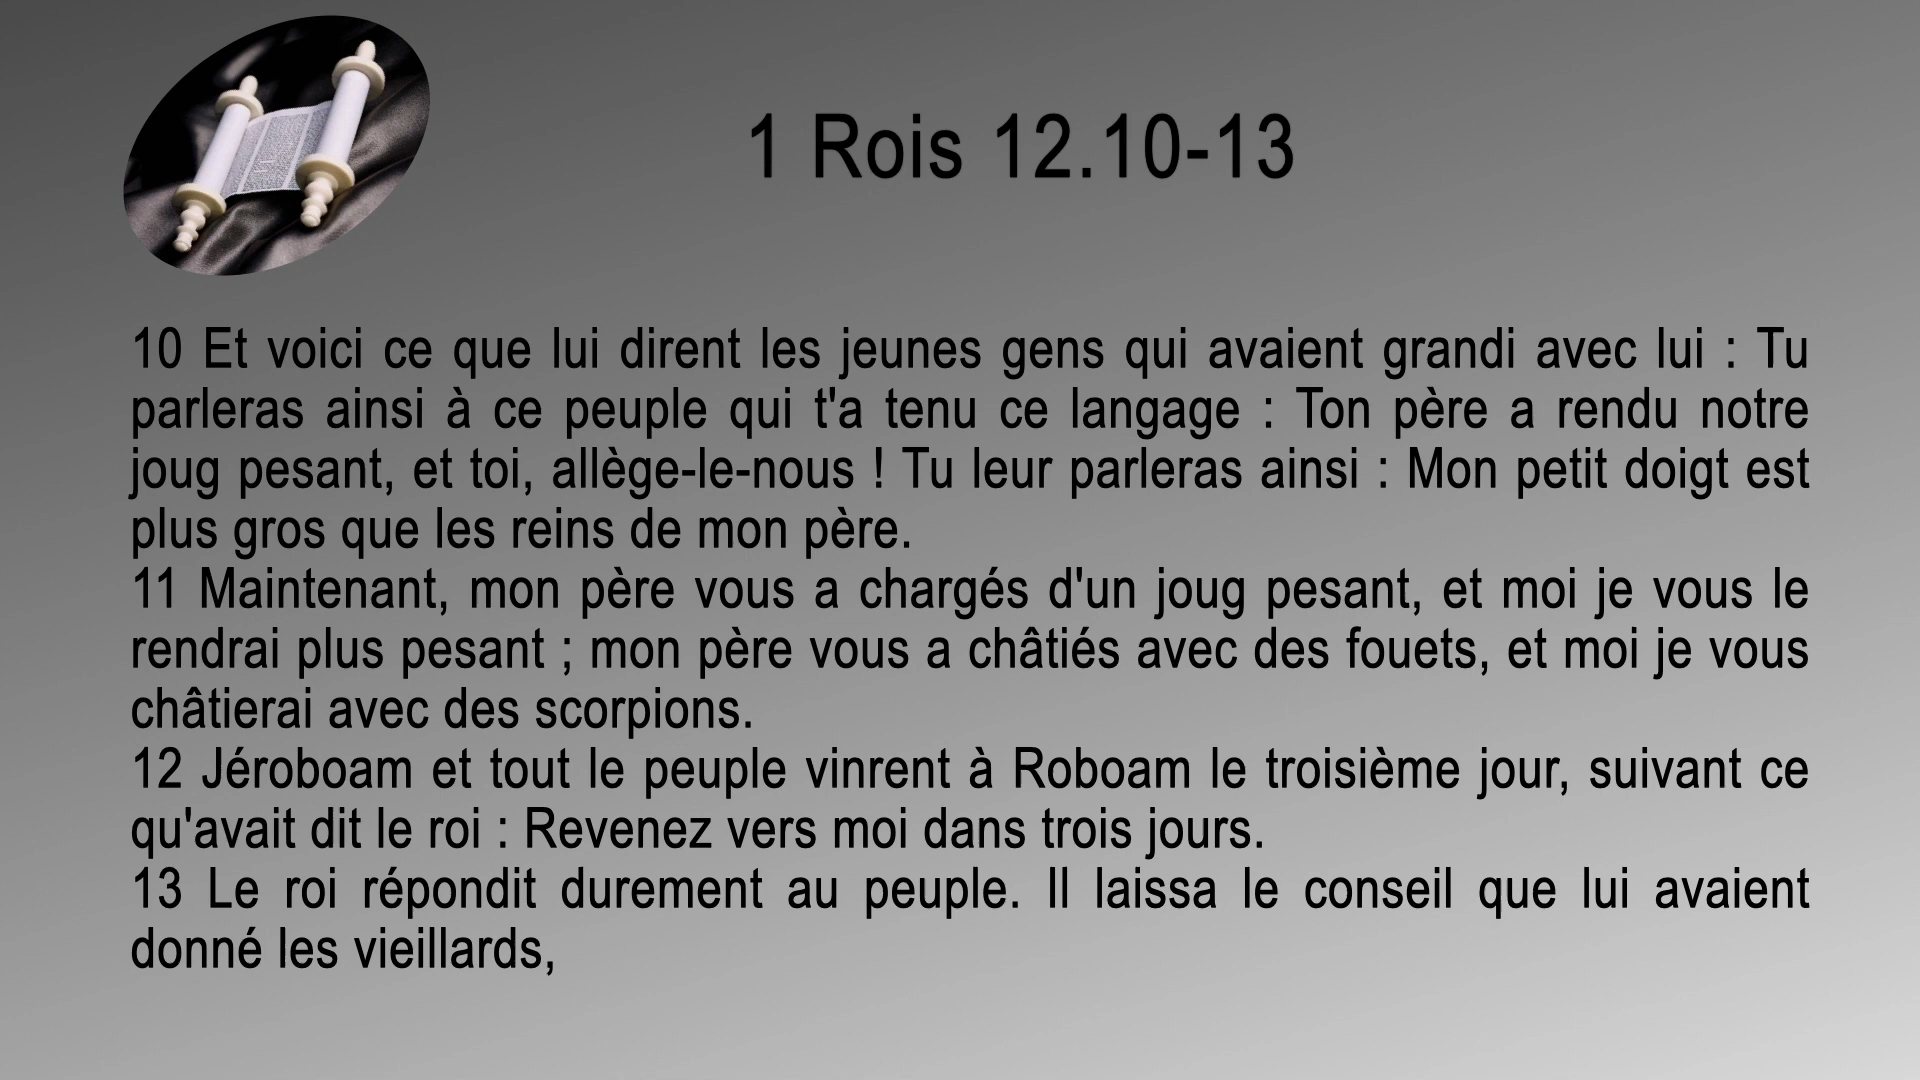 1 Rois 12.10-13
10 Et voici ce que lui dirent les jeunes gens qui avaient grandi avec lui : Tu
parleras ainsi à ce peuple qui t'a tenu ce langage : Ton père a rendu notre
joug pesant, et toi, allège-le-nous ! Tu leur parleras ainsi : Mon petit doigt est
plus gros que les reins de mon père.
11 Maintenant, mon père vous a chargés d'un joug pesant, et moi je vous le
rendrai plus pesant ; mon père vous a châtiés avec des fouets, et moi je vous
châtierai avec des scorpions.
12 Jéroboam et tout le peuple vinrent à Roboam le troisième jour, suivant ce
qu'avait dit le roi : Revenez vers moi dans trois jours.
13 Le roi répondit durement au peuple. Il laissa le conseil que lui avaient
donné les vieillards,